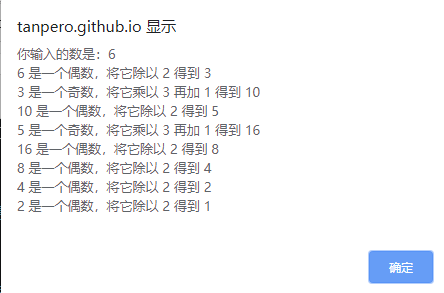 tanpero.github.io 显示
你输入的数是：6
6 是一个偶数，将它除以 2 得到 3
3 是一个奇数，将它乘以 3 再加 1 得到 10
10 是一个偶数，将它除以 2 得到 5
5 是一个奇数，将它乘以 3 再加 1 得到 16
16 是一个偶数，将它除以 2 得到 8
8 是一个偶数，将它除以 2 得到 4
4 是一个偶数，将它除以 2 得到 2
2 是一个偶数，将它除以 2 得到 1
确定